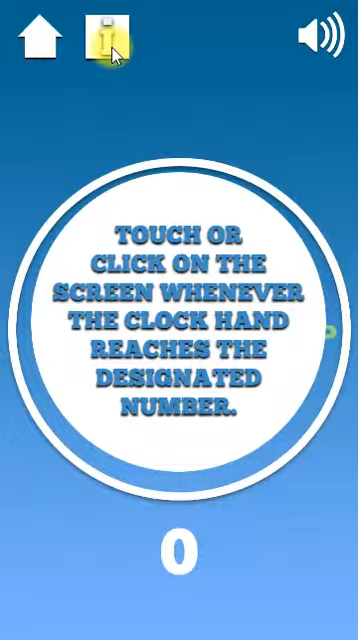 i
TOUCH OR
CLICK ON THE
SCREEN WHENEVER
THE CLOCK HAND
REACHES THE
DESIGNATED
NUMBER.
0